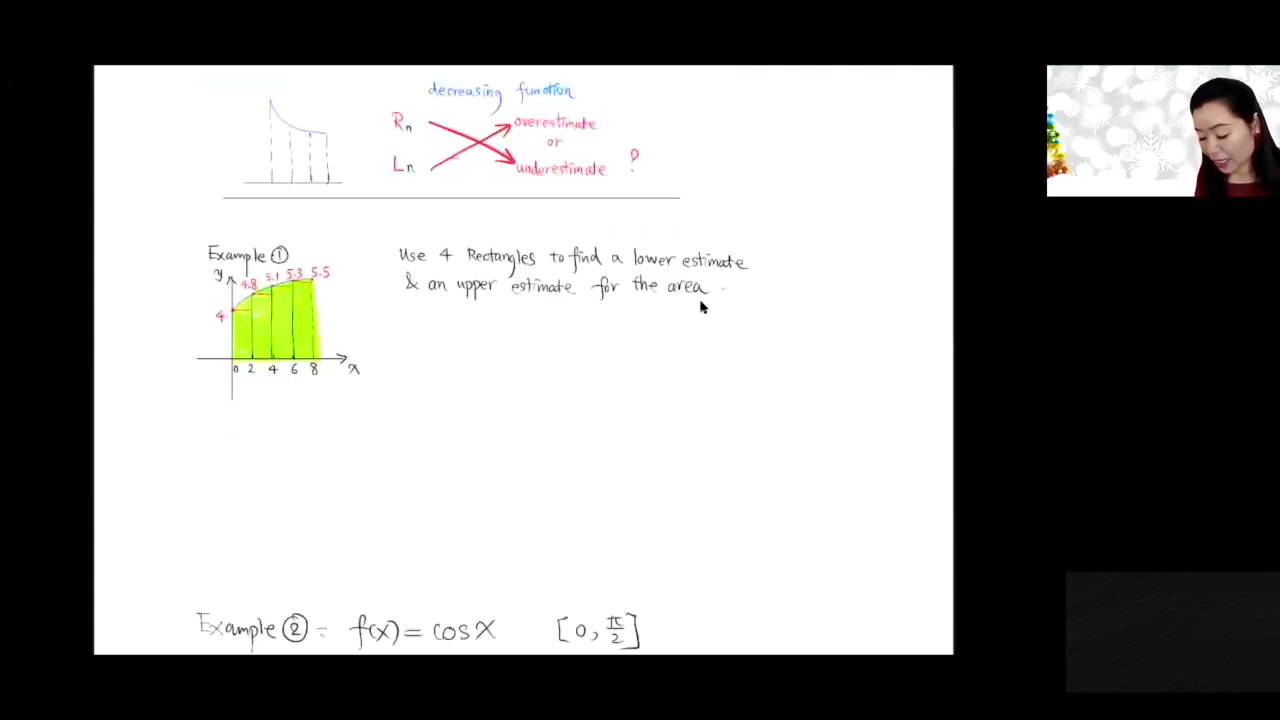 decreasing function
Rn overestimate
or
Ln underestimate ?
Example ①
Use 4 Rectangles to find a lower estimate
& an upper estimate for the area
y
4 4.8 5.1 5.3 5.5
0 2 4 6 8 x
Example ② = f(x) = cosx [0, π/2]